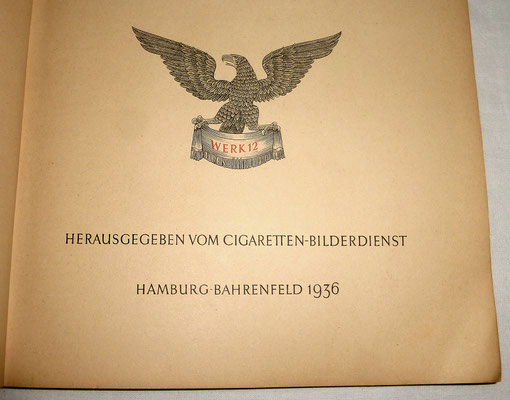 WERK 12
HERAUSGEGEBEN VOM CIGARETTEN-BILDERDIENST
HAMBURG-BAHRENFELD 1936